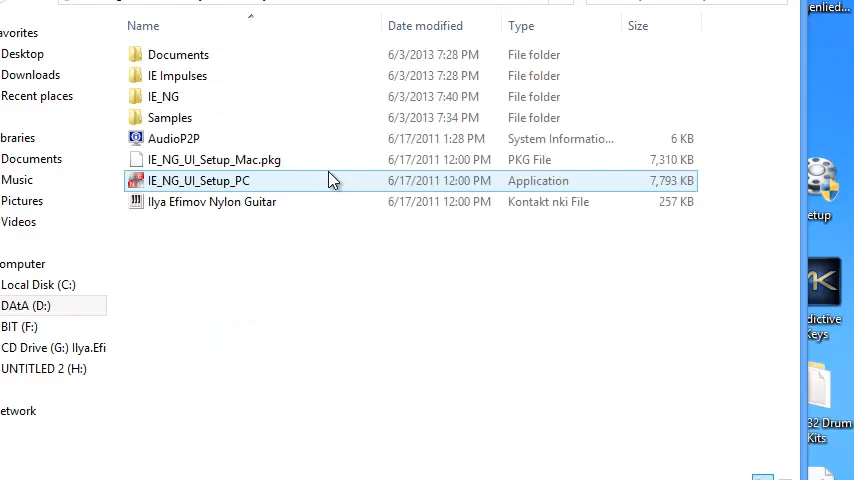 Name Date modified Type Size
avorites
Desktop
Downloads
Recent places
ibraries
Documents
Music
Pictures
Videos
omputer
Local Disk (C:)
DAtA (D:)
BIT (F:)
CD Drive (G:) Ilya.Efi
UNTITLED 2 (H:)
etwork
Documents 6/3/2013 7:28 PM File folder
IE Impulses 6/3/2013 7:28 PM File folder
IE_NG 6/3/2013 7:40 PM File folder
Samples 6/3/2013 7:34 PM File folder
AudioP2P 6/17/2011 1:28 PM System Informatio... 6 KB
IE_NG_UI_Setup_Mac.pkg 6/17/2011 12:00 PM PKG File 7,310 KB
IE_NG_UI_Setup_PC 6/17/2011 12:00 PM Application 7,793 KB
Ilya Efimov Nylon Guitar 6/17/2011 12:00 PM Kontakt nki File 257 KB
enlied...
etup
dictive
Keys
32 Drum
Kits